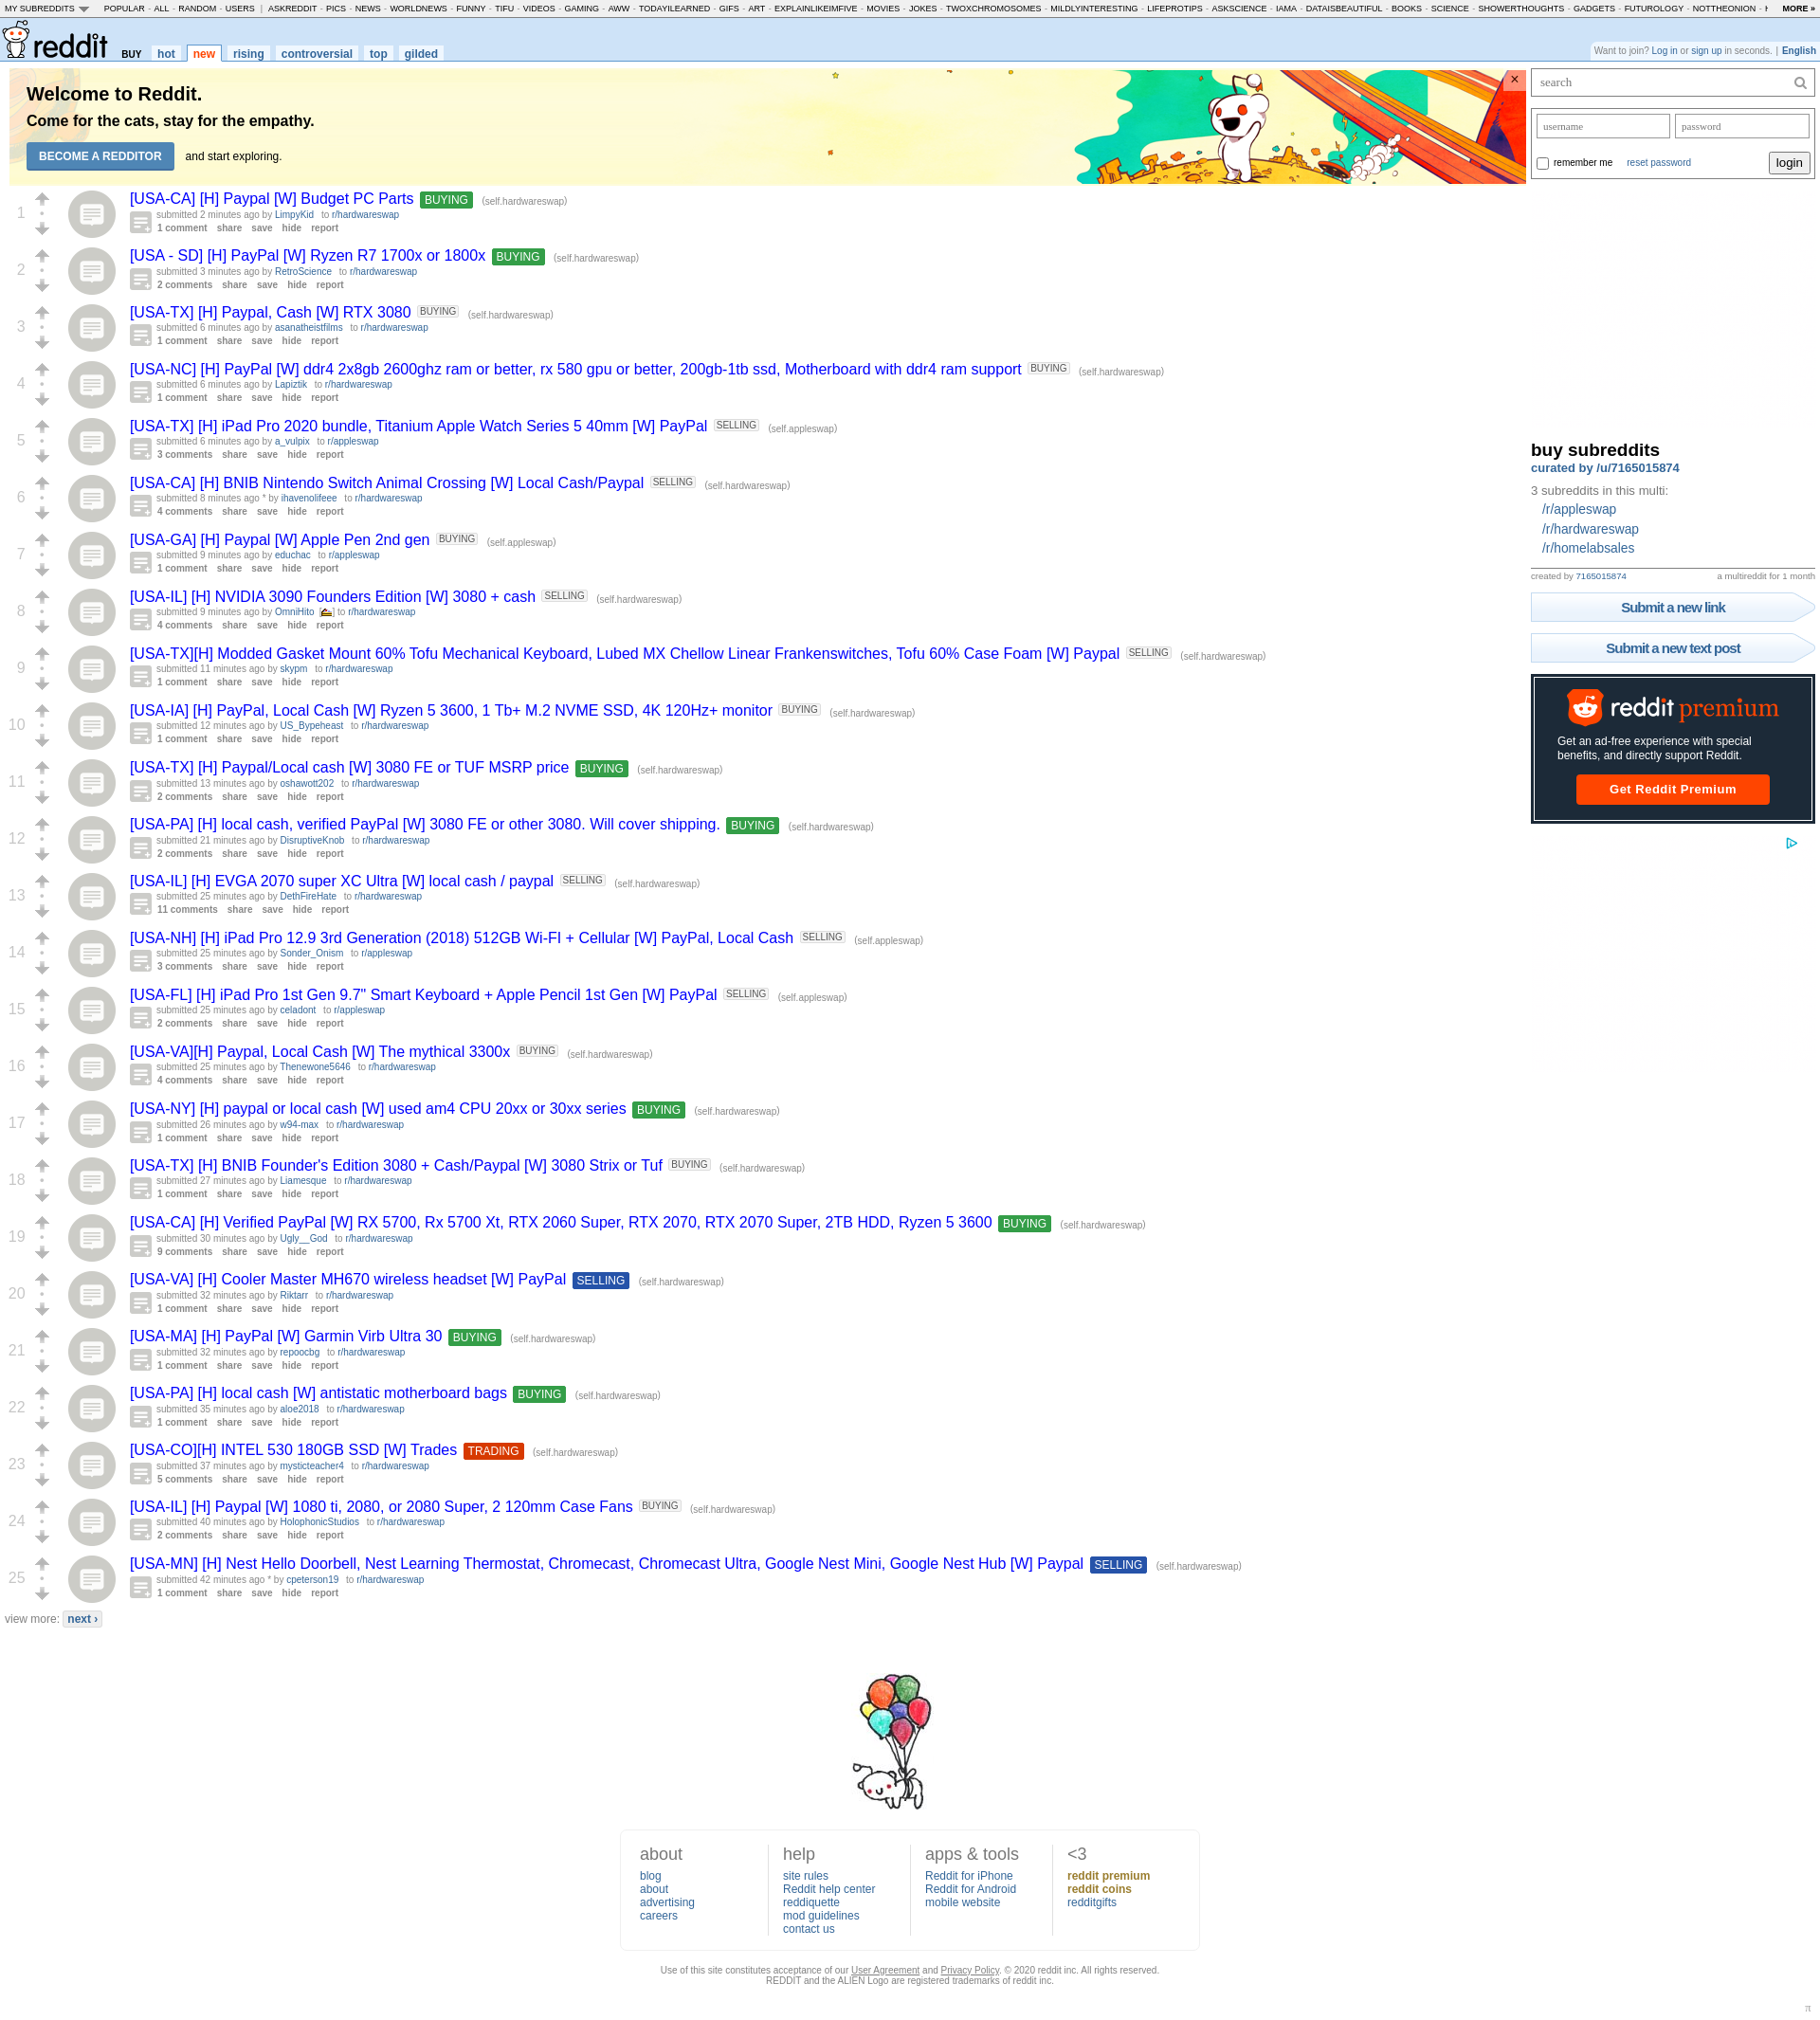 MY SUBREDDITS POPULAR - ALL - RANDOM - USERS | ASKREDDIT - PICS - NEWS - WORLDNEWS - FUNNY - TIFU - VIDEOS - GAMING - AWW - TODAYILEARNED - GIFS - ART - EXPLAINLIKEIMFIVE - MOVIES - JOKES - TWOXCHROMOSOMES - MILDLYINTERESTING - LIFEPROTIPS - ASKSCIENCE - IAMA - DATAISBEAUTIFUL - BOOKS - SCIENCE - SHOWERTHOUGHTS - GADGETS - FUTUROLOGY - NOTTHEONION - MORE »
reddit BUY hot new rising controversial top gilded
Want to join? Log in or sign up in seconds. | English
Welcome to Reddit.
Come for the cats, stay for the empathy.
BECOME A REDDITOR and start exploring.
×
search
username password
remember me reset password login
1 [USA-CA] [H] Paypal [W] Budget PC Parts BUYING (self.hardwareswap)
submitted 2 minutes ago by LimpyKid to r/hardwareswap
1 comment share save hide report
2 [USA - SD] [H] PayPal [W] Ryzen R7 1700x or 1800x BUYING (self.hardwareswap)
submitted 3 minutes ago by RetroScience to r/hardwareswap
2 comments share save hide report
3 [USA-TX] [H] Paypal, Cash [W] RTX 3080 BUYING (self.hardwareswap)
submitted 6 minutes ago by asanatheistfilms to r/hardwareswap
1 comment share save hide report
4 [USA-NC] [H] PayPal [W] ddr4 2x8gb 2600ghz ram or better, rx 580 gpu or better, 200gb-1tb ssd, Motherboard with ddr4 ram support BUYING (self.hardwareswap)
submitted 6 minutes ago by Lapiztik to r/hardwareswap
1 comment share save hide report
5 [USA-TX] [H] iPad Pro 2020 bundle, Titanium Apple Watch Series 5 40mm [W] PayPal SELLING (self.appleswap)
submitted 6 minutes ago by a_vulpix to r/appleswap
3 comments share save hide report
6 [USA-CA] [H] BNIB Nintendo Switch Animal Crossing [W] Local Cash/Paypal SELLING (self.hardwareswap)
submitted 8 minutes ago * by ihavenolifeee to r/hardwareswap
4 comments share save hide report
7 [USA-GA] [H] Paypal [W] Apple Pen 2nd gen BUYING (self.appleswap)
submitted 9 minutes ago by educhac to r/appleswap
1 comment share save hide report
8 [USA-IL] [H] NVIDIA 3090 Founders Edition [W] 3080 + cash SELLING (self.hardwareswap)
submitted 9 minutes ago by OmniHito [] to r/hardwareswap
4 comments share save hide report
9 [USA-TX][H] Modded Gasket Mount 60% Tofu Mechanical Keyboard, Lubed MX Chellow Linear Frankenswitches, Tofu 60% Case Foam [W] Paypal SELLING (self.hardwareswap)
submitted 11 minutes ago by skypm to r/hardwareswap
1 comment share save hide report
10 [USA-IA] [H] PayPal, Local Cash [W] Ryzen 5 3600, 1 Tb+ M.2 NVME SSD, 4K 120Hz+ monitor BUYING (self.hardwareswap)
submitted 12 minutes ago by US_Bypeheast to r/hardwareswap
1 comment share save hide report
11 [USA-TX] [H] Paypal/Local cash [W] 3080 FE or TUF MSRP price BUYING (self.hardwareswap)
submitted 13 minutes ago by oshawott202 to r/hardwareswap
2 comments share save hide report
12 [USA-PA] [H] local cash, verified PayPal [W] 3080 FE or other 3080. Will cover shipping. BUYING (self.hardwareswap)
submitted 21 minutes ago by DisruptiveKnob to r/hardwareswap
2 comments share save hide report
13 [USA-IL] [H] EVGA 2070 super XC Ultra [W] local cash / paypal SELLING (self.hardwareswap)
submitted 25 minutes ago by DethFireHate to r/hardwareswap
11 comments share save hide report
14 [USA-NH] [H] iPad Pro 12.9 3rd Generation (2018) 512GB Wi-FI + Cellular [W] PayPal, Local Cash SELLING (self.appleswap)
submitted 25 minutes ago by Sonder_Onism to r/appleswap
3 comments share save hide report
15 [USA-FL] [H] iPad Pro 1st Gen 9.7" Smart Keyboard + Apple Pencil 1st Gen [W] PayPal SELLING (self.appleswap)
submitted 25 minutes ago by celadont to r/appleswap
2 comments share save hide report
16 [USA-VA][H] Paypal, Local Cash [W] The mythical 3300x BUYING (self.hardwareswap)
submitted 25 minutes ago by Thenewone5646 to r/hardwareswap
4 comments share save hide report
17 [USA-NY] [H] paypal or local cash [W] used am4 CPU 20xx or 30xx series BUYING (self.hardwareswap)
submitted 26 minutes ago by w94-max to r/hardwareswap
1 comment share save hide report
18 [USA-TX] [H] BNIB Founder's Edition 3080 + Cash/Paypal [W] 3080 Strix or Tuf BUYING (self.hardwareswap)
submitted 27 minutes ago by Liamesque to r/hardwareswap
1 comment share save hide report
19 [USA-CA] [H] Verified PayPal [W] RX 5700, Rx 5700 Xt, RTX 2060 Super, RTX 2070, RTX 2070 Super, 2TB HDD, Ryzen 5 3600 BUYING (self.hardwareswap)
submitted 30 minutes ago by Ugly__God to r/hardwareswap
9 comments share save hide report
20 [USA-VA] [H] Cooler Master MH670 wireless headset [W] PayPal SELLING (self.hardwareswap)
submitted 32 minutes ago by Riktarr to r/hardwareswap
1 comment share save hide report
21 [USA-MA] [H] PayPal [W] Garmin Virb Ultra 30 BUYING (self.hardwareswap)
submitted 32 minutes ago by repoocbg to r/hardwareswap
1 comment share save hide report
22 [USA-PA] [H] local cash [W] antistatic motherboard bags BUYING (self.hardwareswap)
submitted 35 minutes ago by aloe2018 to r/hardwareswap
1 comment share save hide report
23 [USA-CO][H] INTEL 530 180GB SSD [W] Trades TRADING (self.hardwareswap)
submitted 37 minutes ago by mysticteacher4 to r/hardwareswap
5 comments share save hide report
24 [USA-IL] [H] Paypal [W] 1080 ti, 2080, or 2080 Super, 2 120mm Case Fans BUYING (self.hardwareswap)
submitted 40 minutes ago by HolophonicStudios to r/hardwareswap
2 comments share save hide report
25 [USA-MN] [H] Nest Hello Doorbell, Nest Learning Thermostat, Chromecast, Chromecast Ultra, Google Nest Mini, Google Nest Hub [W] Paypal SELLING (self.hardwareswap)
submitted 42 minutes ago * by cpeterson19 to r/hardwareswap
1 comment share save hide report
view more: next ›
buy subreddits
curated by /u/7165015874
3 subreddits in this multi:
/r/appleswap
/r/hardwareswap
/r/homelabsales
created by 7165015874 a multireddit for 1 month
Submit a new link
Submit a new text post
reddit premium
Get an ad-free experience with special
benefits, and directly support Reddit.
Get Reddit Premium
about
blog
about
advertising
careers
help
site rules
Reddit help center
reddiquette
mod guidelines
contact us
apps & tools
Reddit for iPhone
Reddit for Android
mobile website
<3
reddit premium
reddit coins
redditgifts
Use of this site constitutes acceptance of our User Agreement and Privacy Policy. © 2020 reddit inc. All rights reserved.
REDDIT and the ALIEN Logo are registered trademarks of reddit inc.
π